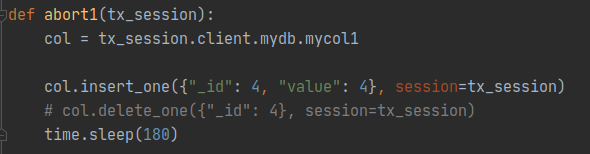 def abort1(tx_session):
    col = tx_session.client.mydb.mycol1

    col.insert_one({"_id": 4, "value": 4}, session=tx_session)
    # col.delete_one({"_id": 4}, session=tx_session)
    time.sleep(180)